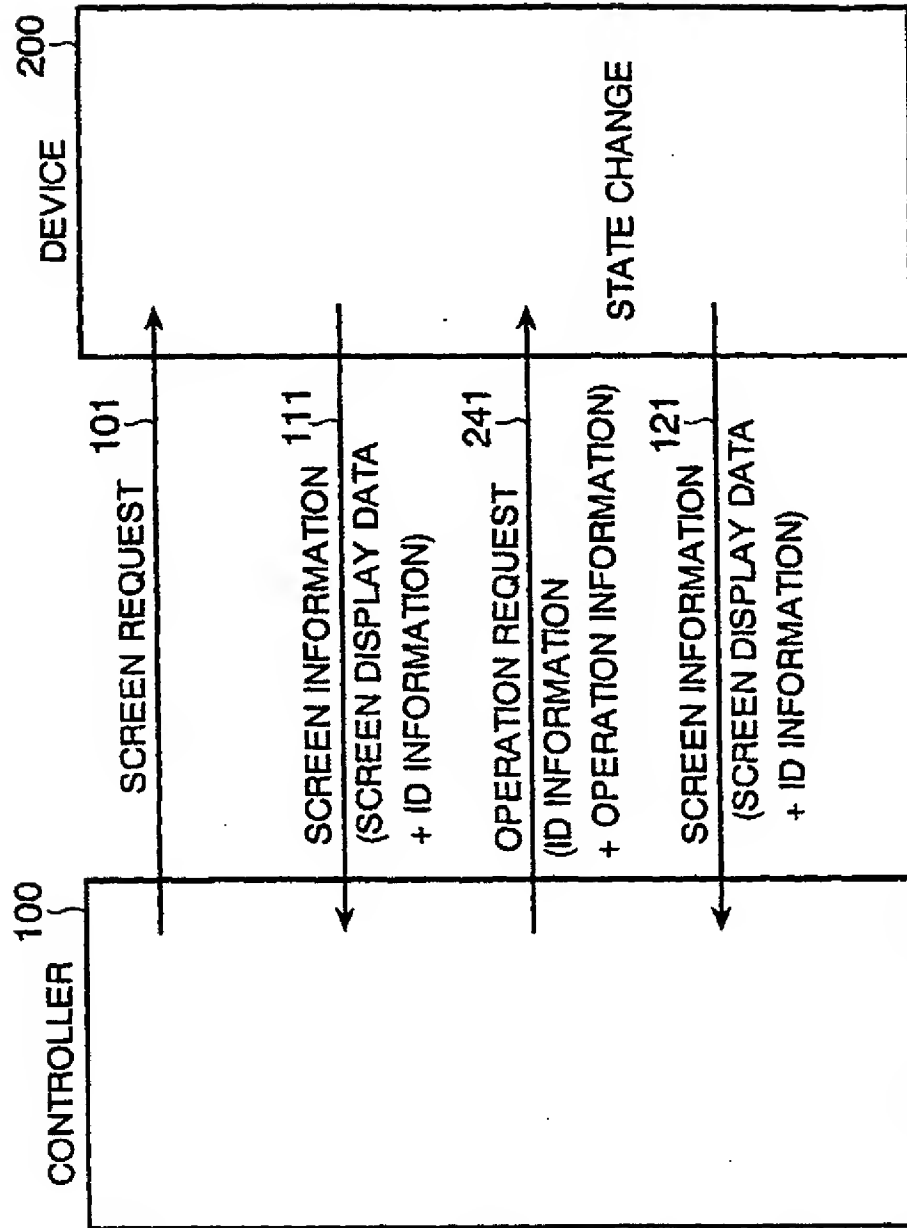 CONTROLLER
100
DEVICE
200
SCREEN REQUEST
101
SCREEN INFORMATION
111
(SCREEN DISPLAY DATA
+ ID INFORMATION)
OPERATION REQUEST
241
(ID INFORMATION
+ OPERATION INFORMATION)
STATE CHANGE
SCREEN INFORMATION
121
(SCREEN DISPLAY DATA
+ ID INFORMATION)